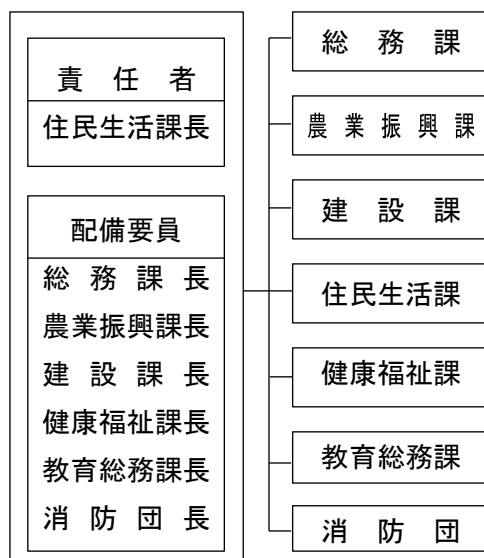 責任者
住民生活課長
配備要員
総務課長
農業振興課長
建設課長
健康福祉課長
教育総務課長
消防団長
総務課
農業振興課
建設課
住民生活課
健康福祉課
教育総務課
消防団